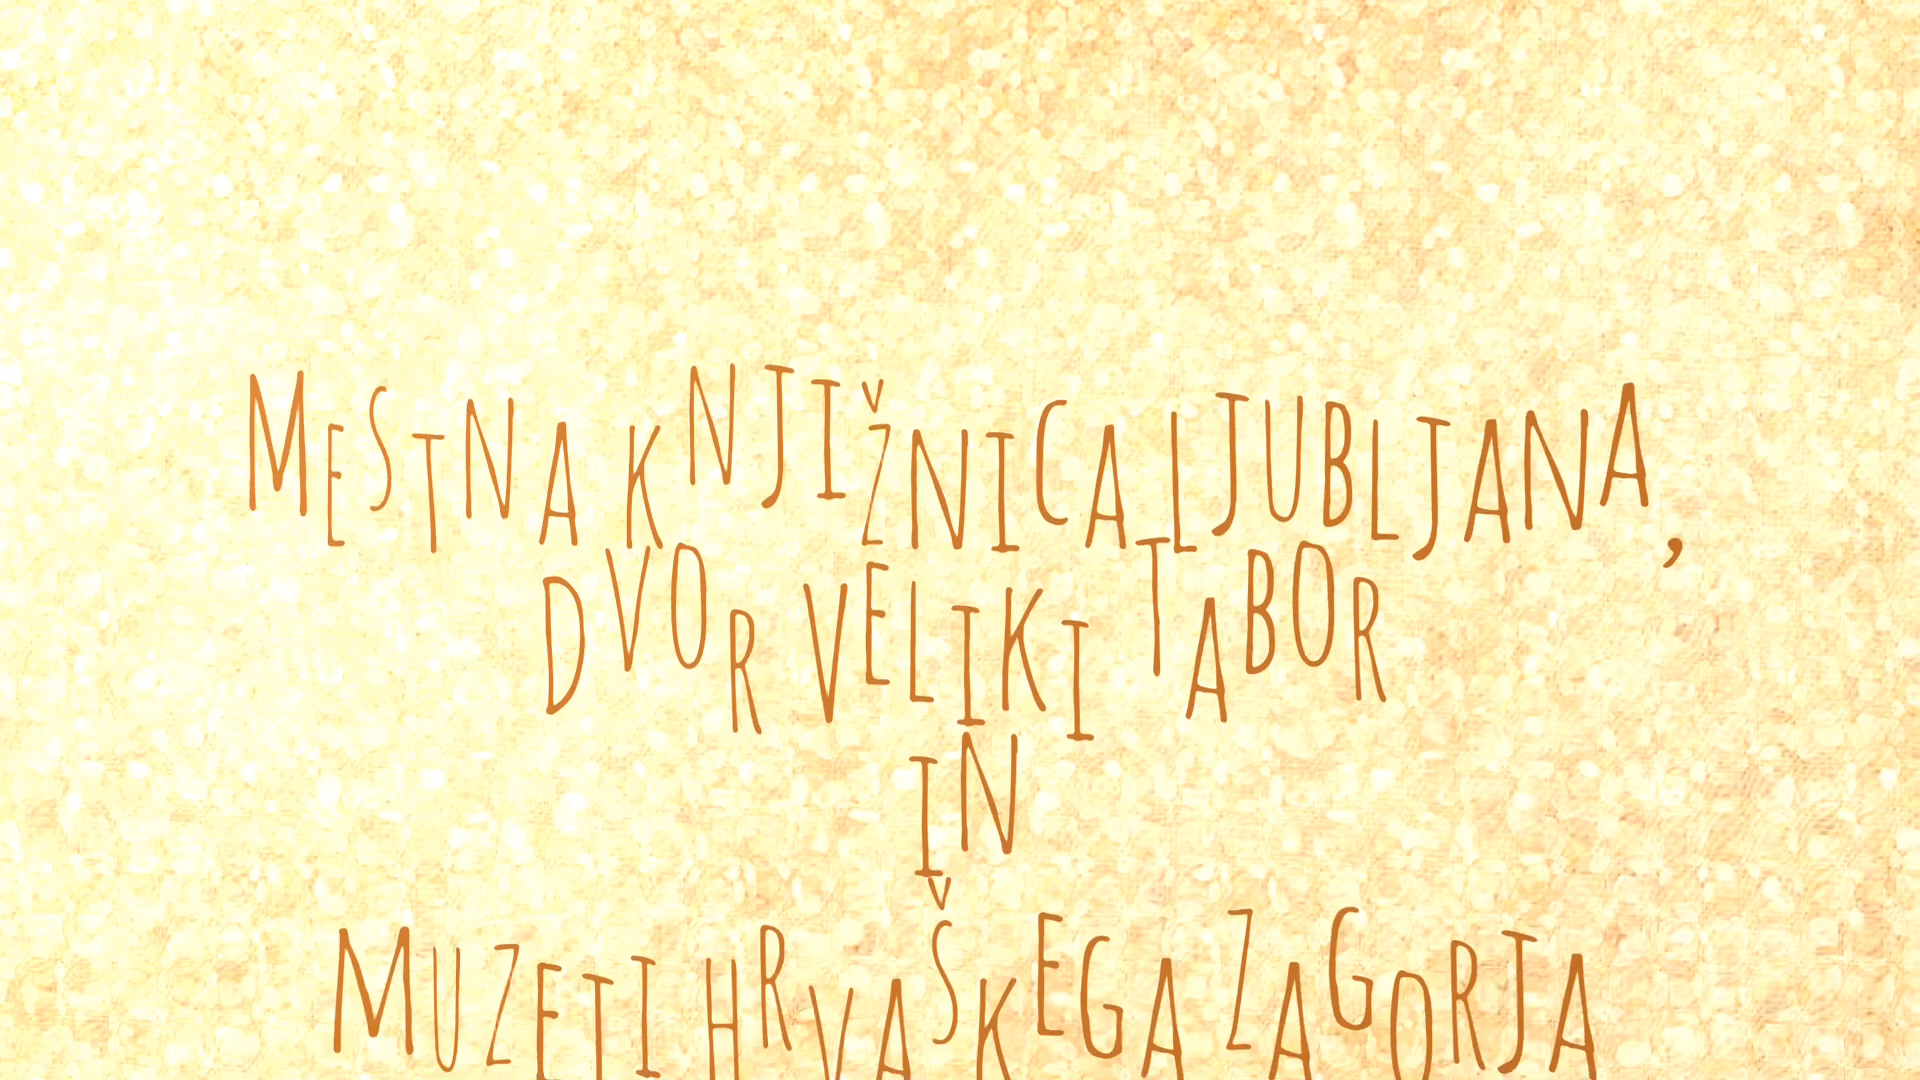 MESTNA KNJIŽNICA LJUBLJANA,
DVOR VELIKI TABOR
IN
MUZEJI HRVAŠKEGA ZAGORJA